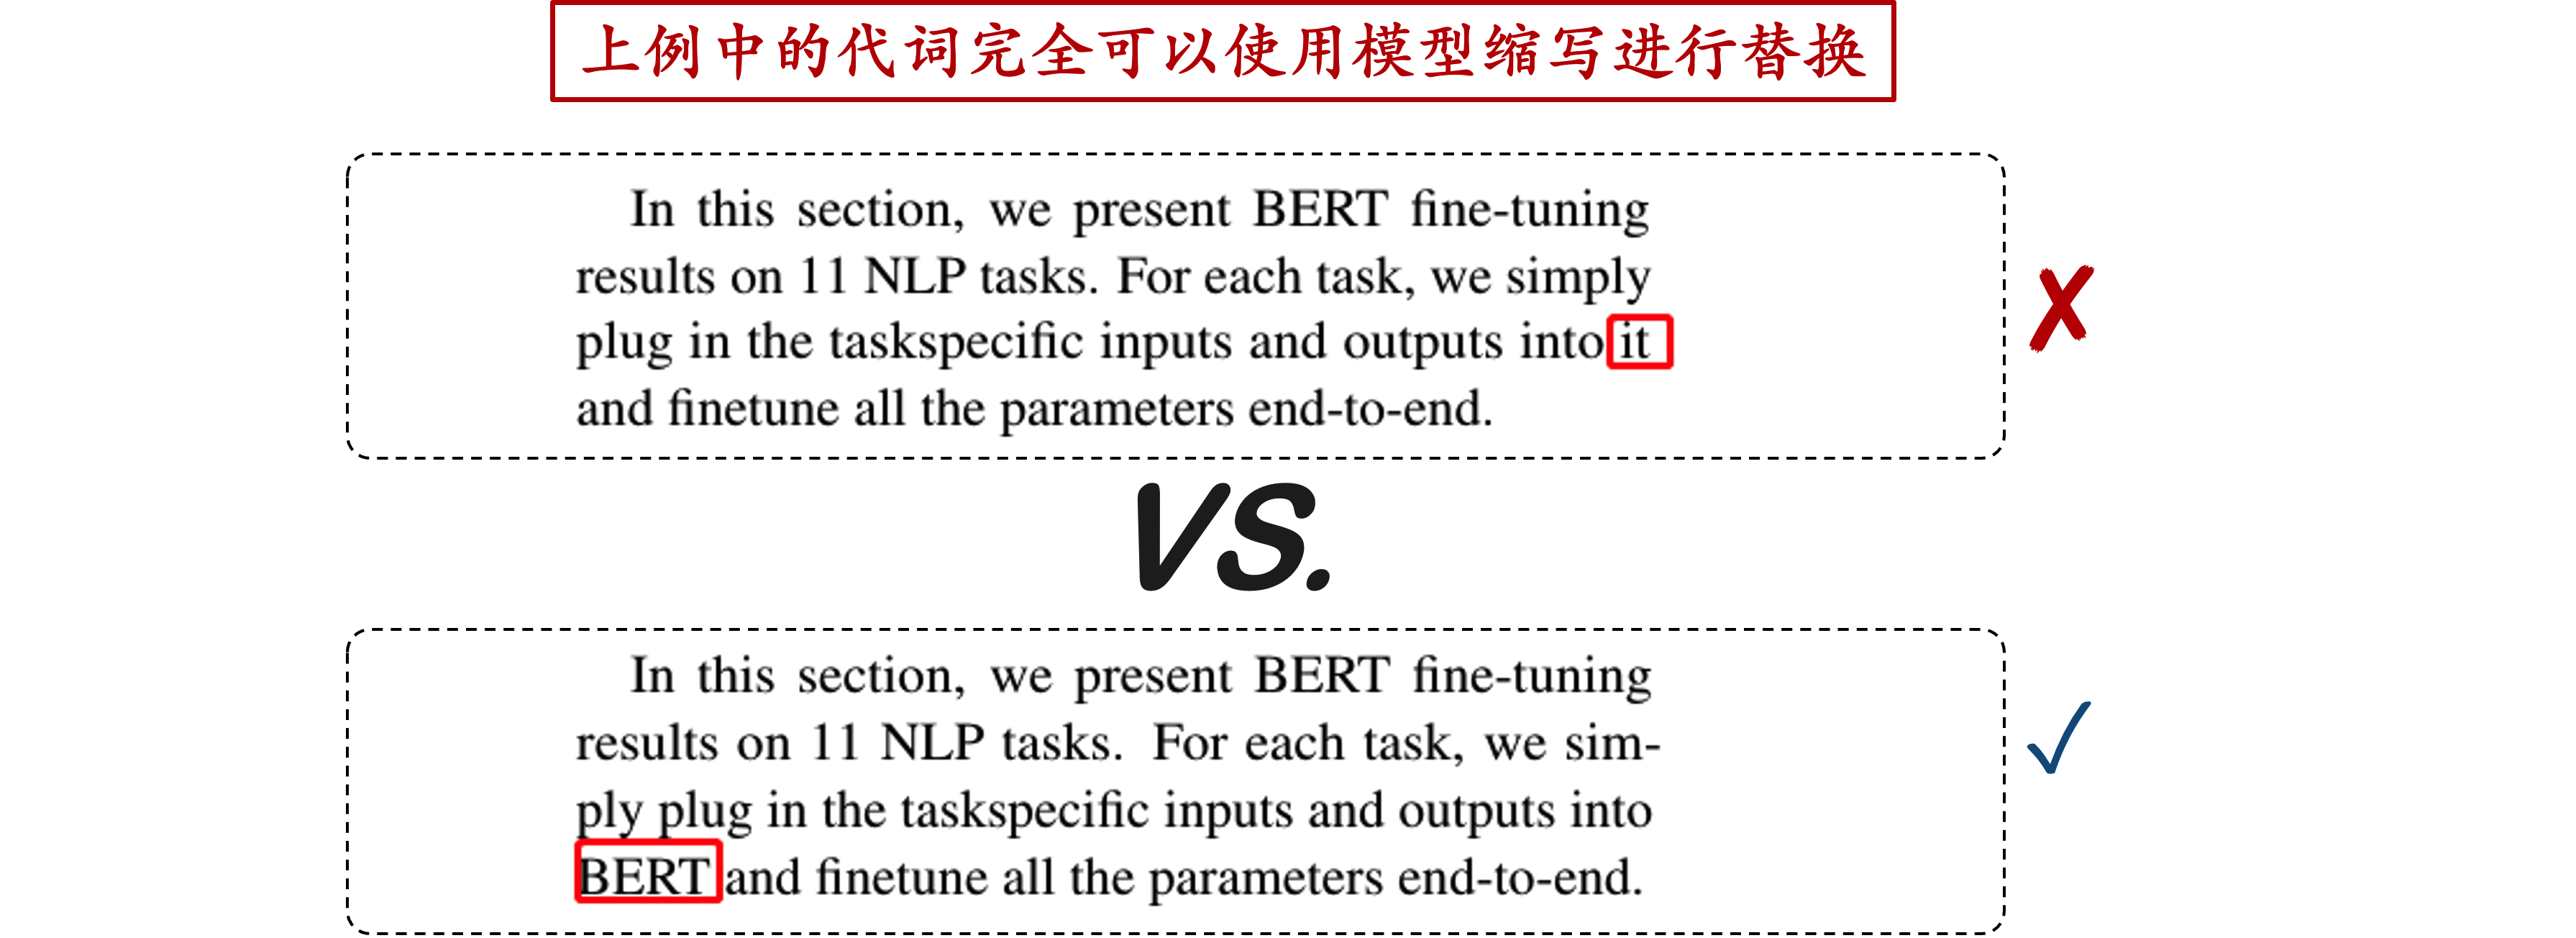 上例中的代词完全可以使用模型缩写进行替换
In this section, we present BERT fine-tuning
results on 11 NLP tasks. For each task, we simply
plug in the taskspecific inputs and outputs into it
and finetune all the parameters end-to-end.
VS.
In this section, we present BERT fine-tuning
results on 11 NLP tasks. For each task, we sim-
ply plug in the taskspecific inputs and outputs into
BERT and finetune all the parameters end-to-end.